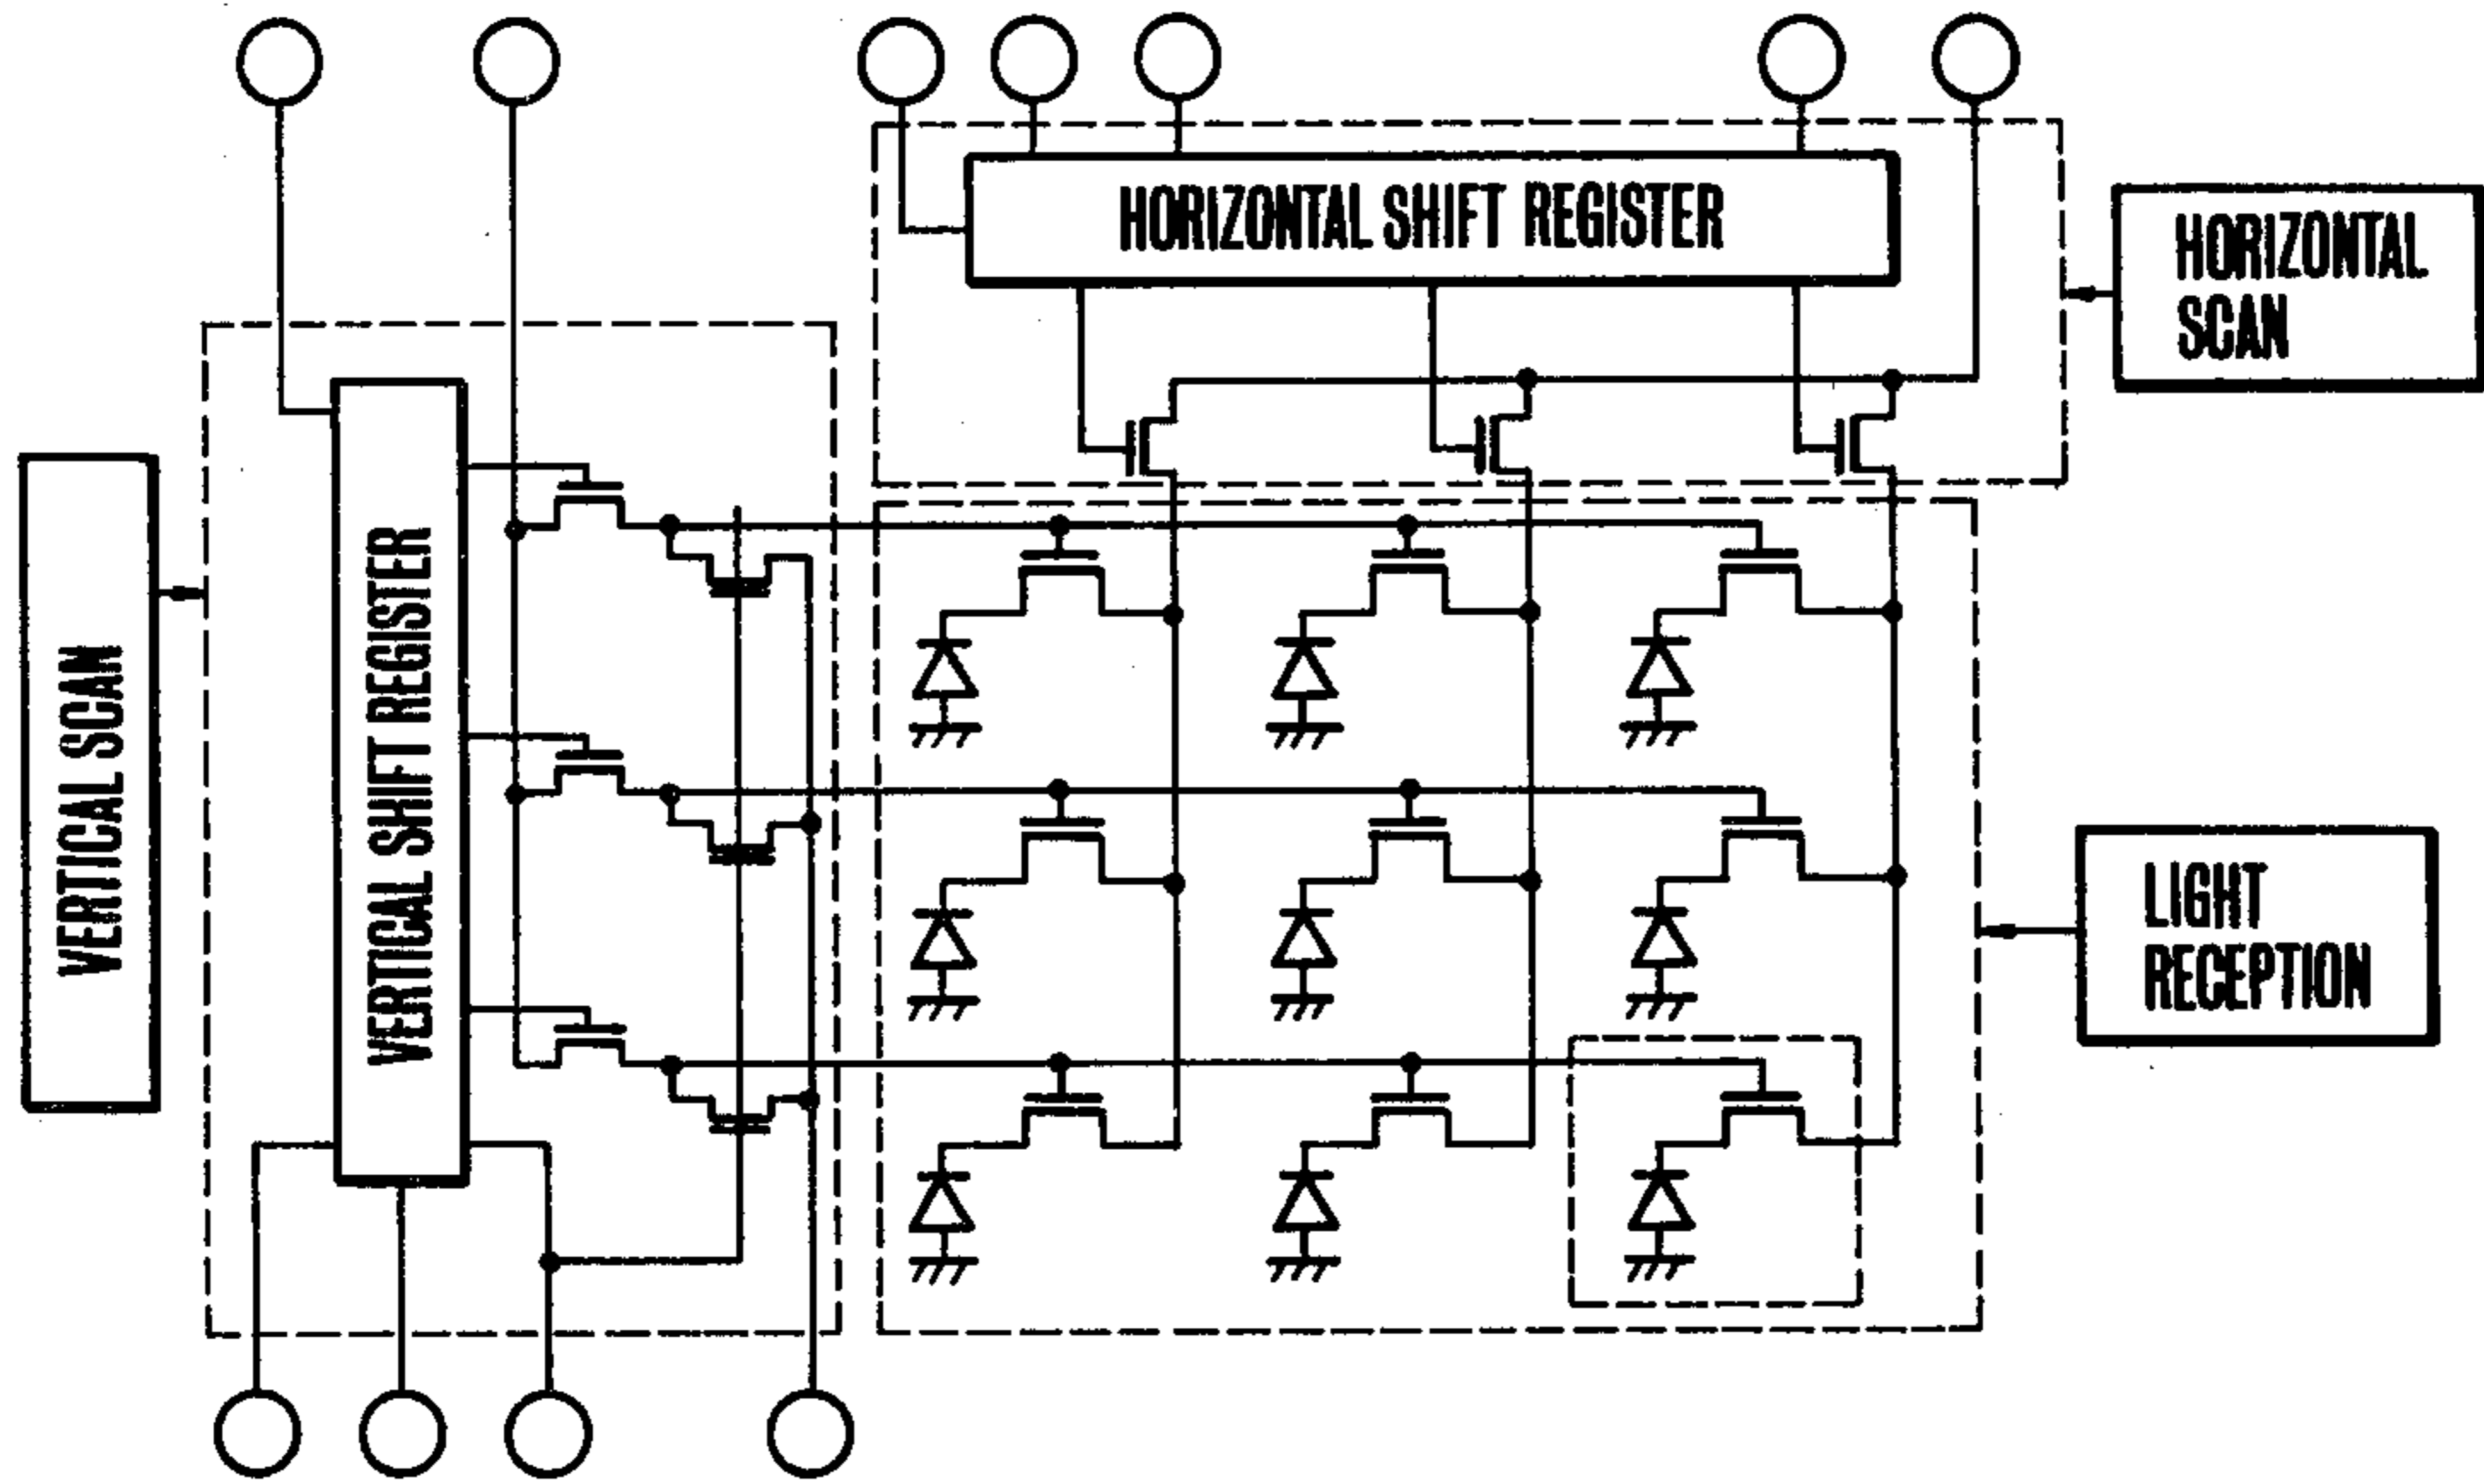 HORIZONTAL SHIFT REGISTER
HORIZONTAL
SCAN
VERTICAL SCAN
VERTICAL SHIFT REGISTER
LIGHT
RECEPTION